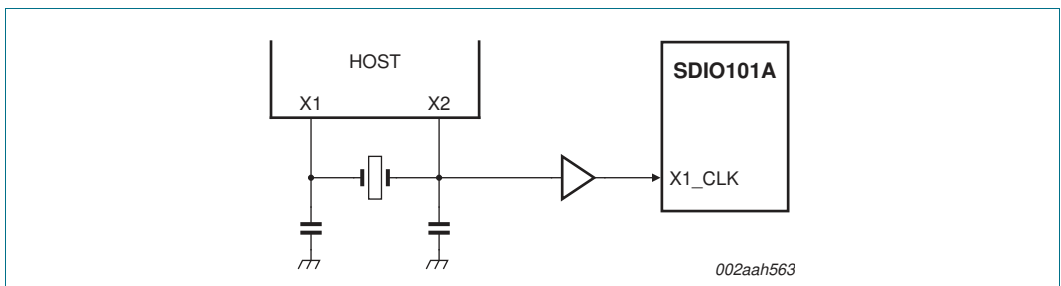 HOST
SDIO101A
X1
X2
X1_CLK
002aah563